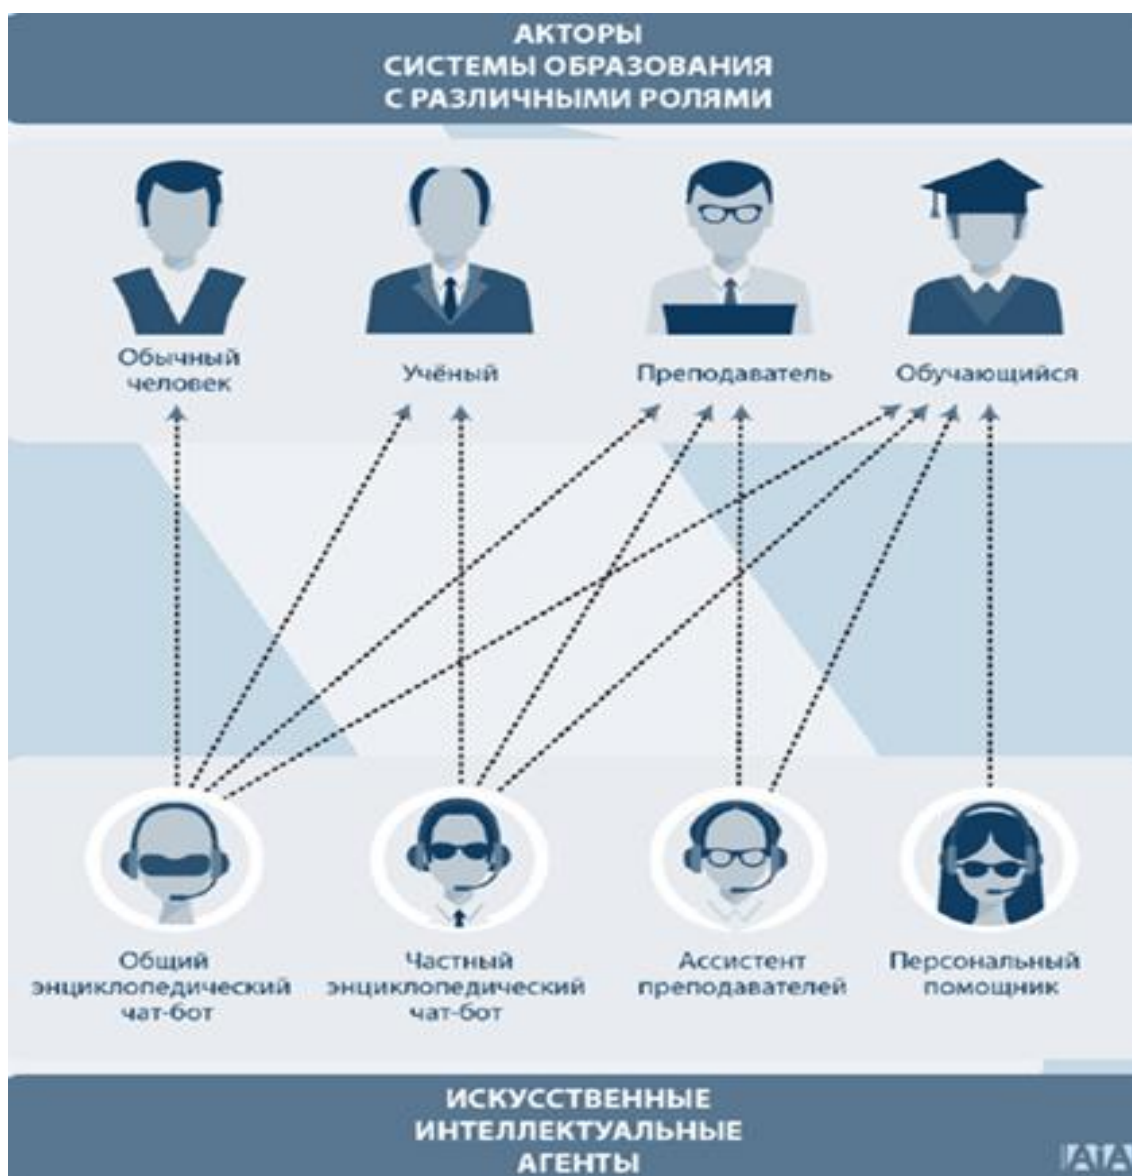 АКТОРЫ
СИСТЕМЫ ОБРАЗОВАНИЯ
С РАЗЛИЧНЫМИ РОЛЯМИ
Обычный
человек
Учёный
Преподаватель
Обучающийся
Общий
энциклопедический
чат-бот
Частный
энциклопедический
чат-бот
Ассистент
преподавателей
Персональный
помощник
ИСКУССТВЕННЫЕ
ИНТЕЛЛЕКТУАЛЬНЫЕ
АГЕНТЫ